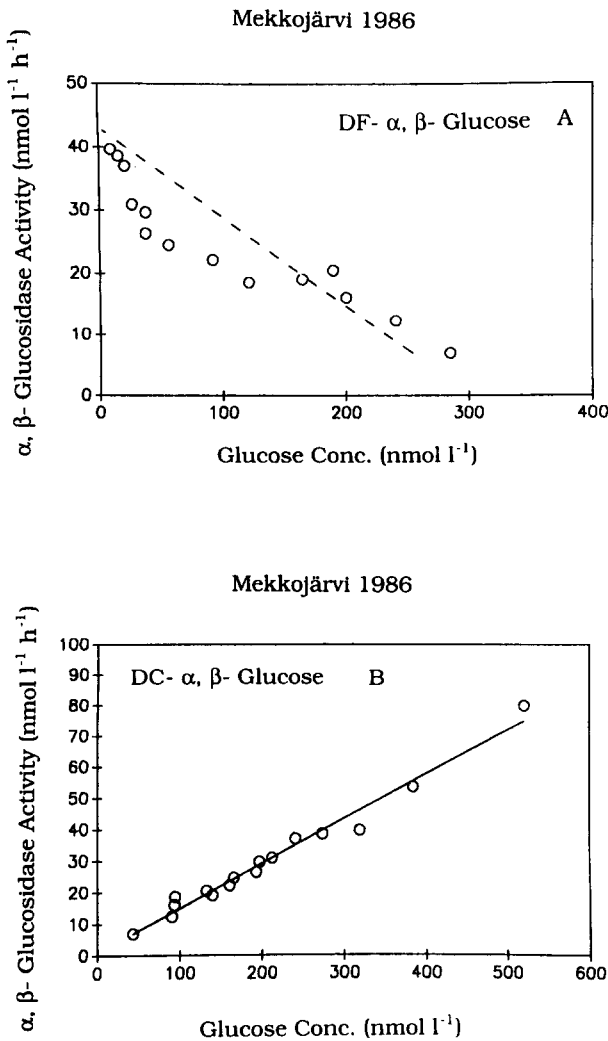 Mekkojärvi 1986
50
40
30
20
10
0
α, β- Glucosidase Activity (nmol l⁻¹ h⁻¹)
DF- α, β- Glucose A
0 100 200 300 400
Glucose Conc. (nmol l⁻¹)
Mekkojärvi 1986
100
90
80
70
60
50
40
30
20
10
0
α, β- Glucosidase Activity (nmol l⁻¹ h⁻¹)
DC- α, β- Glucose B
0 100 200 300 400 500 600
Glucose Conc. (nmol l⁻¹)